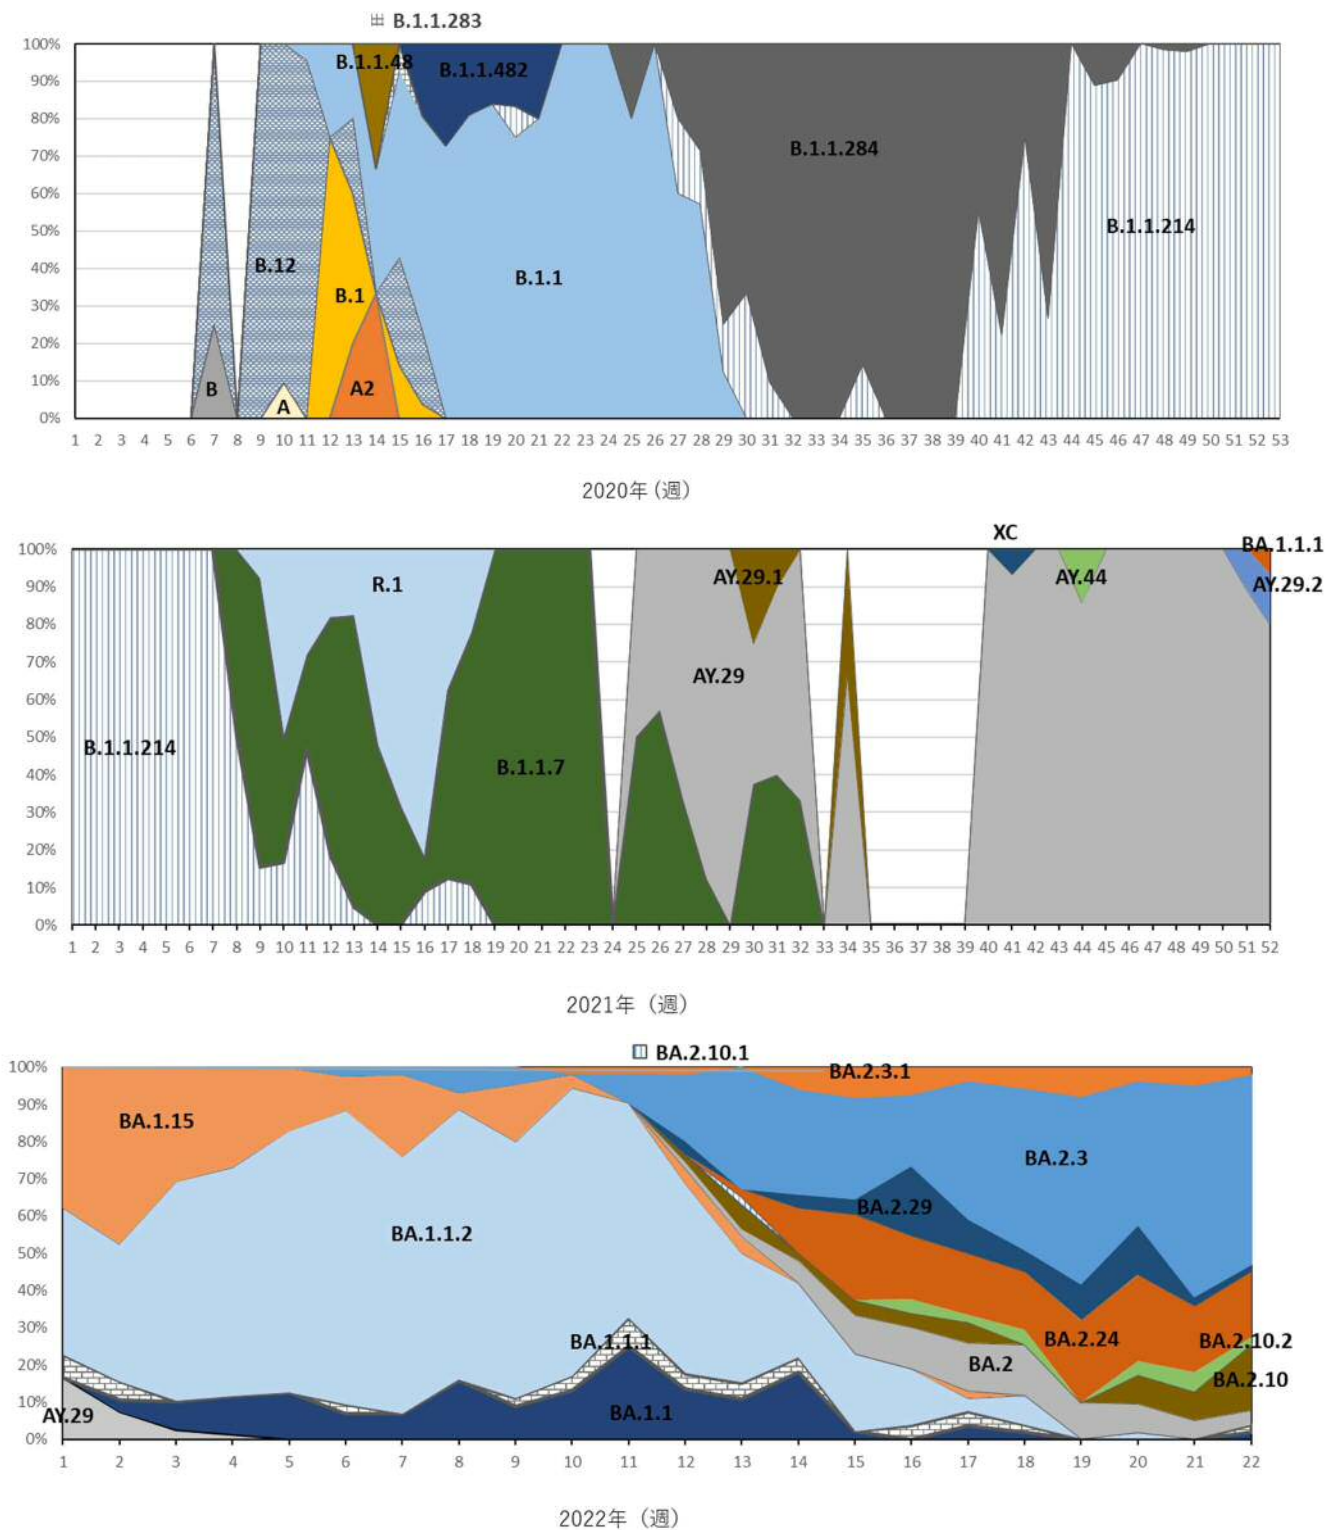 B.1.1.283
100%
90%
80%
70%
60%
50%
40%
30%
20%
10%
0%
B.1.1.48
B.1.1.482
B.1.1.284
B.1.1.214
B.12
B.1
B.1.1
B
A
A2
1 2 3 4 5 6 7 8 9 10 11 12 13 14 15 16 17 18 19 20 21 22 23 24 25 26 27 28 29 30 31 32 33 34 35 36 37 38 39 40 41 42 43 44 45 46 47 48 49 50 51 52 53
2020年(週)
XC
100%
90%
80%
70%
60%
50%
40%
30%
20%
10%
0%
BA.1.1.1
R.1
AY.29.1
AY.44
AY.29.2
AY.29
B.1.1.214
B.1.1.7
1 2 3 4 5 6 7 8 9 10 11 12 13 14 15 16 17 18 19 20 21 22 23 24 25 26 27 28 29 30 31 32 33 34 35 36 37 38 39 40 41 42 43 44 45 46 47 48 49 50 51 52
2021年(週)
BA.2.10.1
100%
90%
80%
70%
60%
50%
40%
30%
20%
10%
0%
BA.2.3.1
BA.1.15
BA.2.3
BA.2.29
BA.1.1.2
BA.1.1.1
BA.2.24
BA.2.10.2
BA.2
BA.2.10
AY.29
BA.1.1
1 2 3 4 5 6 7 8 9 10 11 12 13 14 15 16 17 18 19 20 21 22
2022年(週)